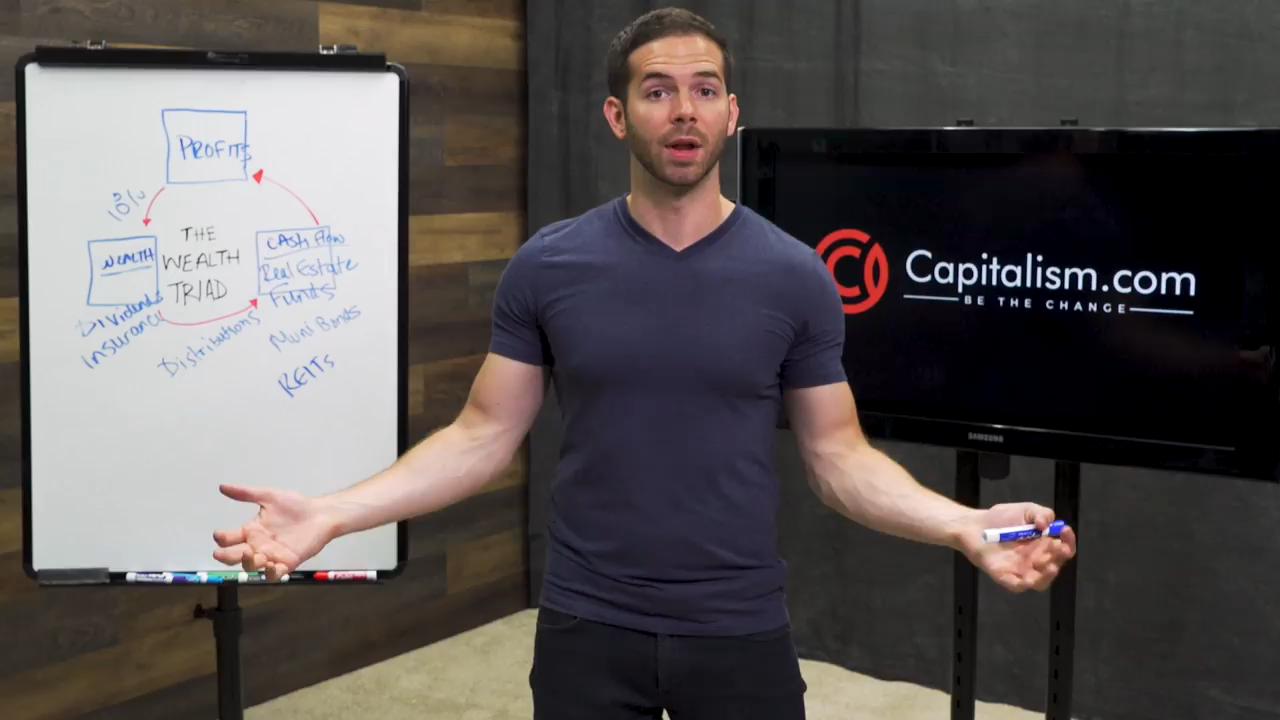 PROFITS
10%
THE
WEALTH
TRIAD
WEALTH
Dividends
Insurance
Distributions
Cash Flow
Real Estate
Funds
Muni Bonds
REITs
Capitalism.com
BE THE CHANGE
SAMSUNG